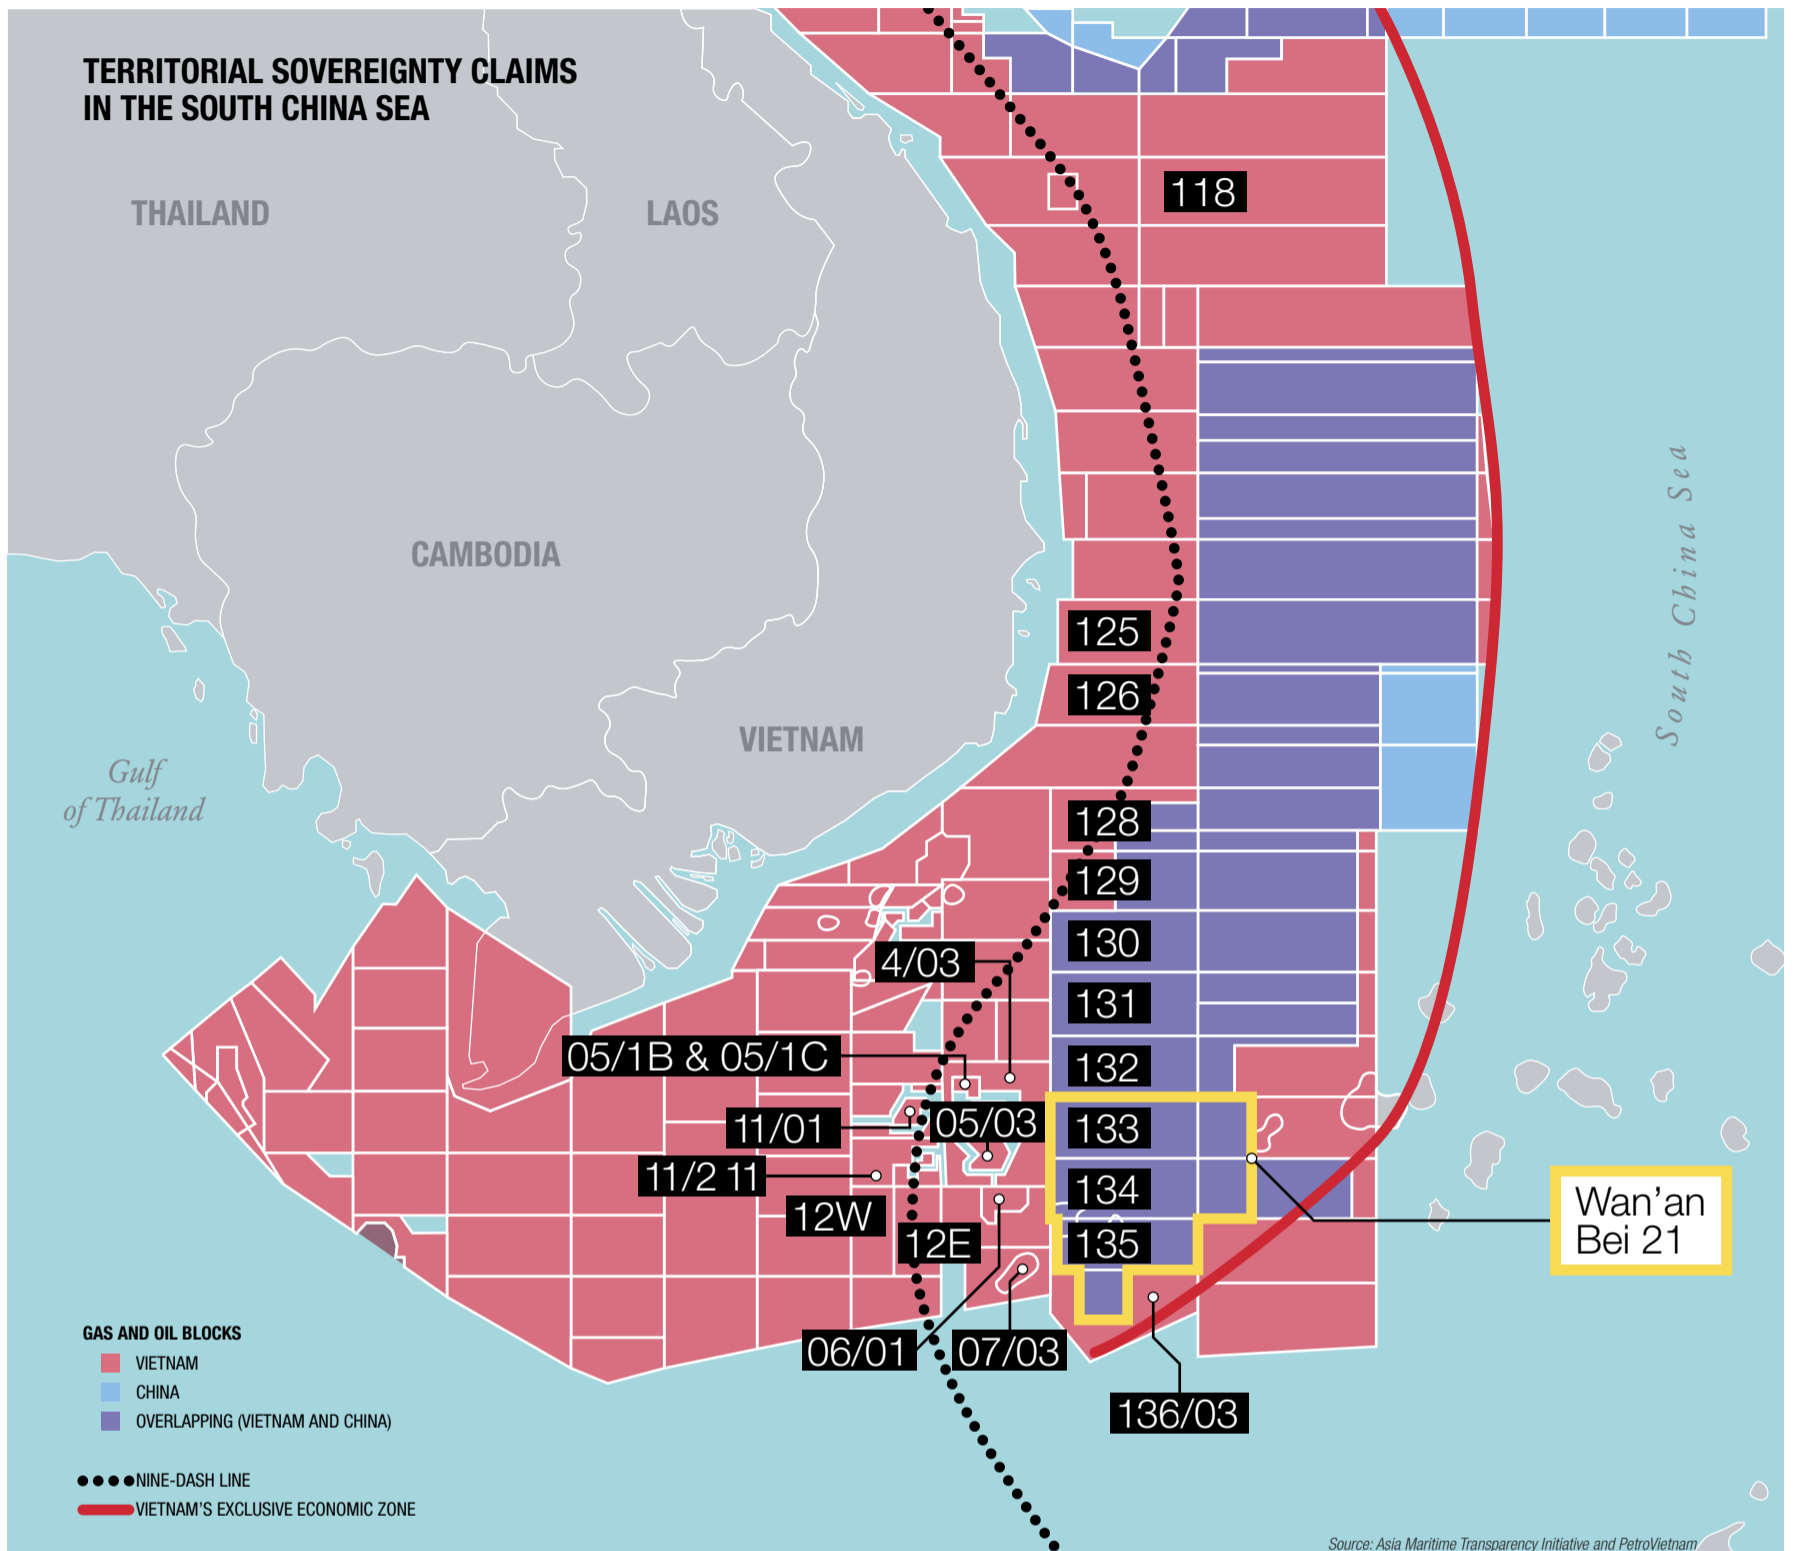 TERRITORIAL SOVEREIGNTY CLAIMS
IN THE SOUTH CHINA SEA
THAILAND
LAOS
118
CAMBODIA
South China Sea
125
126
VIETNAM
Gulf
of Thailand
128
129
130
4/03
131
05/1B & 05/1C
132
11/01
05/03
133
11/2 11
134
12W
12E
135
Wan'an
Bei 21
06/01
07/03
136/03
GAS AND OIL BLOCKS
VIETNAM
CHINA
OVERLAPPING (VIETNAM AND CHINA)
NINE-DASH LINE
VIETNAM'S EXCLUSIVE ECONOMIC ZONE
Source: Asia Maritime Transparency Initiative and PetroVietnam